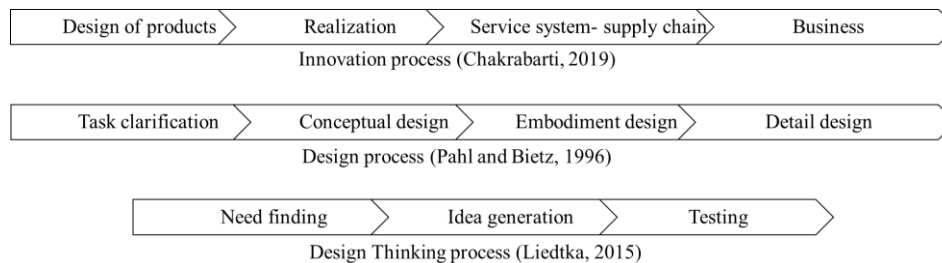 Design of products Realization Service system- supply chain Business
Innovation process (Chakrabarti, 2019)
Task clarification Conceptual design Embodiment design Detail design
Design process (Pahl and Bietz, 1996)
Need finding Idea generation Testing
Design Thinking process (Liedtka, 2015)